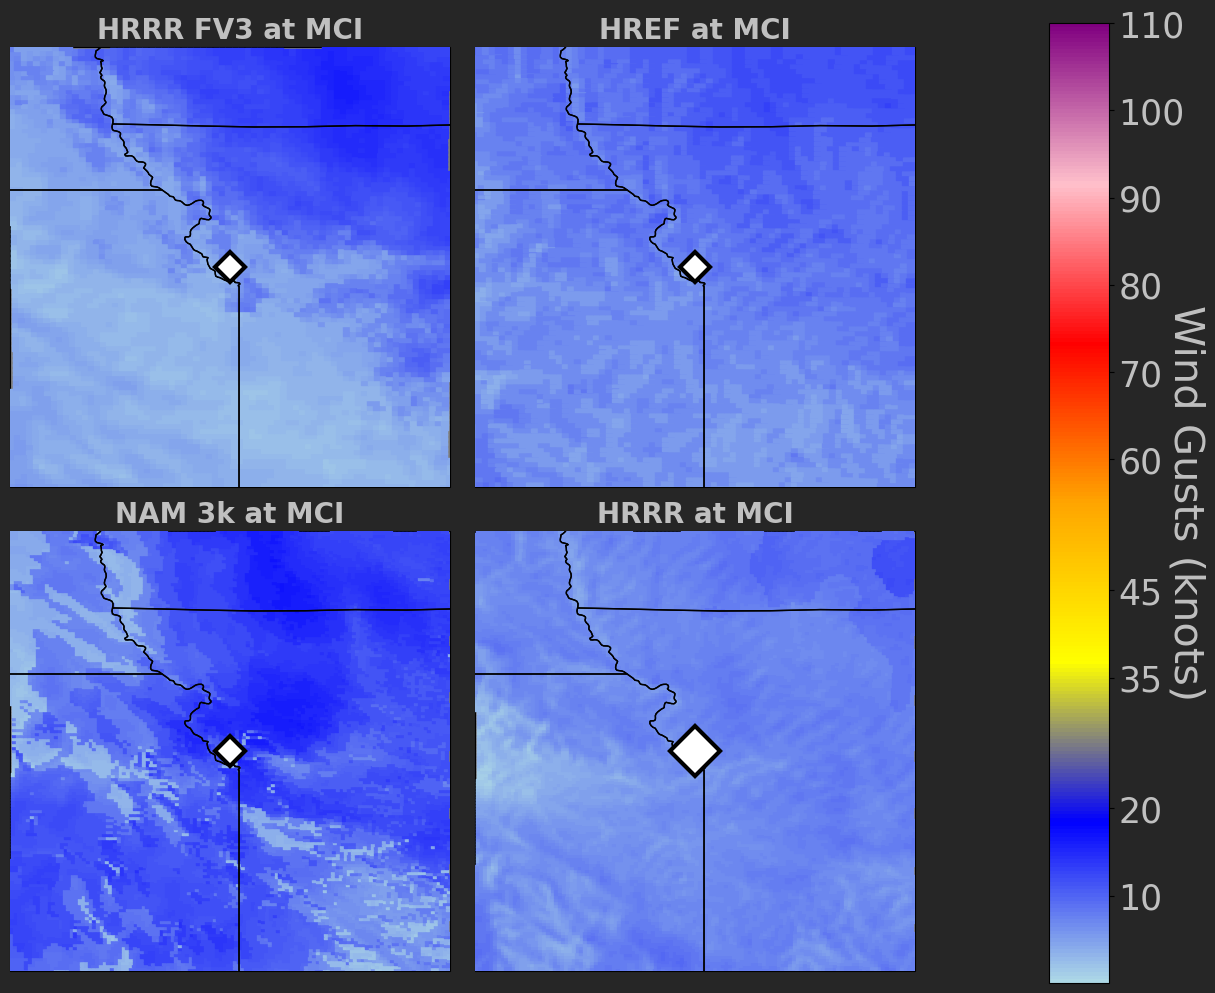 HRRR FV3 at MCI
HREF at MCI
NAM 3k at MCI
HRRR at MCI
110
100
90
80
70
60
45
35
20
10
Wind Gusts (knots)